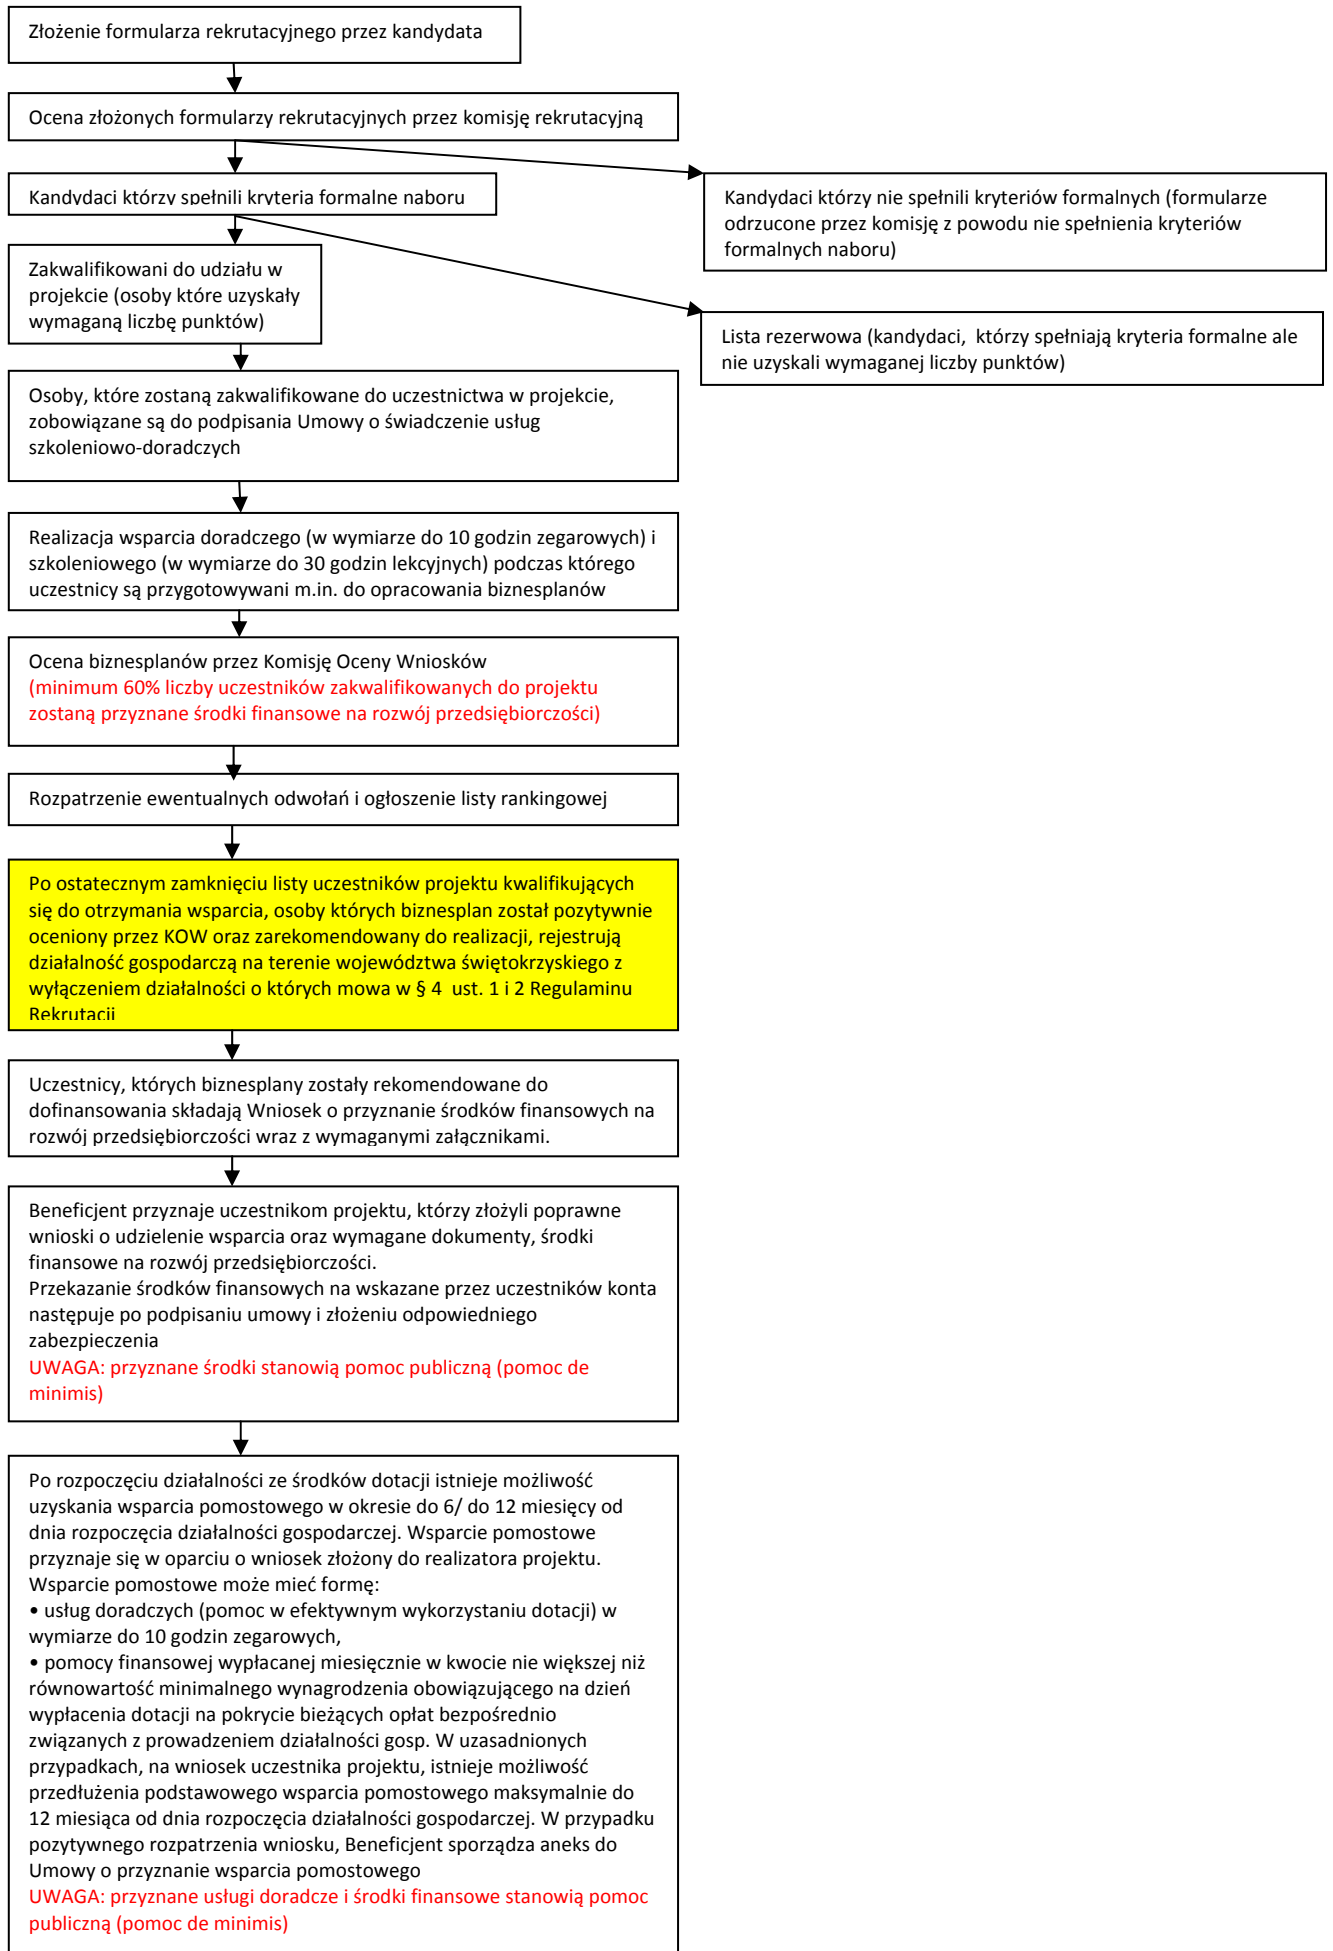 Złożenie formularza rekrutacyjnego przez kandydata
Ocena złożonych formularzy rekrutacyjnych przez komisję rekrutacyjną
Kandydaci którzy spełnili kryteria formalne naboru
Kandydaci którzy nie spełnili kryteriów formalnych (formularze
odrzucone przez komisję z powodu nie spełnienia kryteriów
formalnych naboru)
Zakwalifikowani do udziału w
projekcie (osoby które uzyskały
wymaganą liczbę punktów)
Lista rezerwowa (kandydaci, którzy spełniają kryteria formalne ale
nie uzyskali wymaganej liczby punktów)
Osoby, które zostaną zakwalifikowane do uczestnictwa w projekcie,
zobowiązane są do podpisania Umowy o świadczenie usług
szkoleniowo-doradczych
Realizacja wsparcia doradczego (w wymiarze do 10 godzin zegarowych) i
szkoleniowego (w wymiarze do 30 godzin lekcyjnych) podczas którego
uczestnicy są przygotowywani m.in. do opracowania biznesplanów
Ocena biznesplanów przez Komisję Oceny Wniosków
(minimum 60% liczby uczestników zakwalifikowanych do projektu
zostaną przyznane środki finansowe na rozwój przedsiębiorczości)
Rozpatrzenie ewentualnych odwołań i ogłoszenie listy rankingowej
Po ostatecznym zamknięciu listy uczestników projektu kwalifikujących
się do otrzymania wsparcia, osoby których biznesplan został pozytywnie
oceniony przez KOW oraz zarekomendowany do realizacji, rejestrują
działalność gospodarczą na terenie województwa świętokrzyskiego z
wyłączeniem działalności o których mowa w § 4 ust. 1 i 2 Regulaminu
Rekrutacji
Uczestnicy, których biznesplany zostały rekomendowane do
dofinansowania składają Wniosek o przyznanie środków finansowych na
rozwój przedsiębiorczości wraz z wymaganymi załącznikami.
Beneficjent przyznaje uczestnikom projektu, którzy złożyli poprawne
wnioski o udzielenie wsparcia oraz wymagane dokumenty, środki
finansowe na rozwój przedsiębiorczości.
Przekazanie środków finansowych na wskazane przez uczestników konta
następuje po podpisaniu umowy i złożeniu odpowiedniego
zabezpieczenia
UWAGA: przyznane środki stanowią pomoc publiczną (pomoc de
minimis)
Po rozpoczęciu działalności ze środków dotacji istnieje możliwość
uzyskania wsparcia pomostowego w okresie do 6/ do 12 miesięcy od
dnia rozpoczęcia działalności gospodarczej. Wsparcie pomostowe
przyznaje się w oparciu o wniosek złożony do realizatora projektu.
Wsparcie pomostowe może mieć formę:
• usług doradczych (pomoc w efektywnym wykorzystaniu dotacji) w
wymiarze do 10 godzin zegarowych,
• pomocy finansowej wypłacanej miesięcznie w kwocie nie większej niż
równowartość minimalnego wynagrodzenia obowiązującego na dzień
wypłacenia dotacji na pokrycie bieżących opłat bezpośrednio
związanych z prowadzeniem działalności gosp. W uzasadnionych
przypadkach, na wniosek uczestnika projektu, istnieje możliwość
przedłużenia podstawowego wsparcia pomostowego maksymalnie do
12 miesiąca od dnia rozpoczęcia działalności gospodarczej. W przypadku
pozytywnego rozpatrzenia wniosku, Beneficjent sporządza aneks do
Umowy o przyznanie wsparcia pomostowego
UWAGA: przyznane usługi doradcze i środki finansowe stanowią pomoc
publiczną (pomoc de minimis)